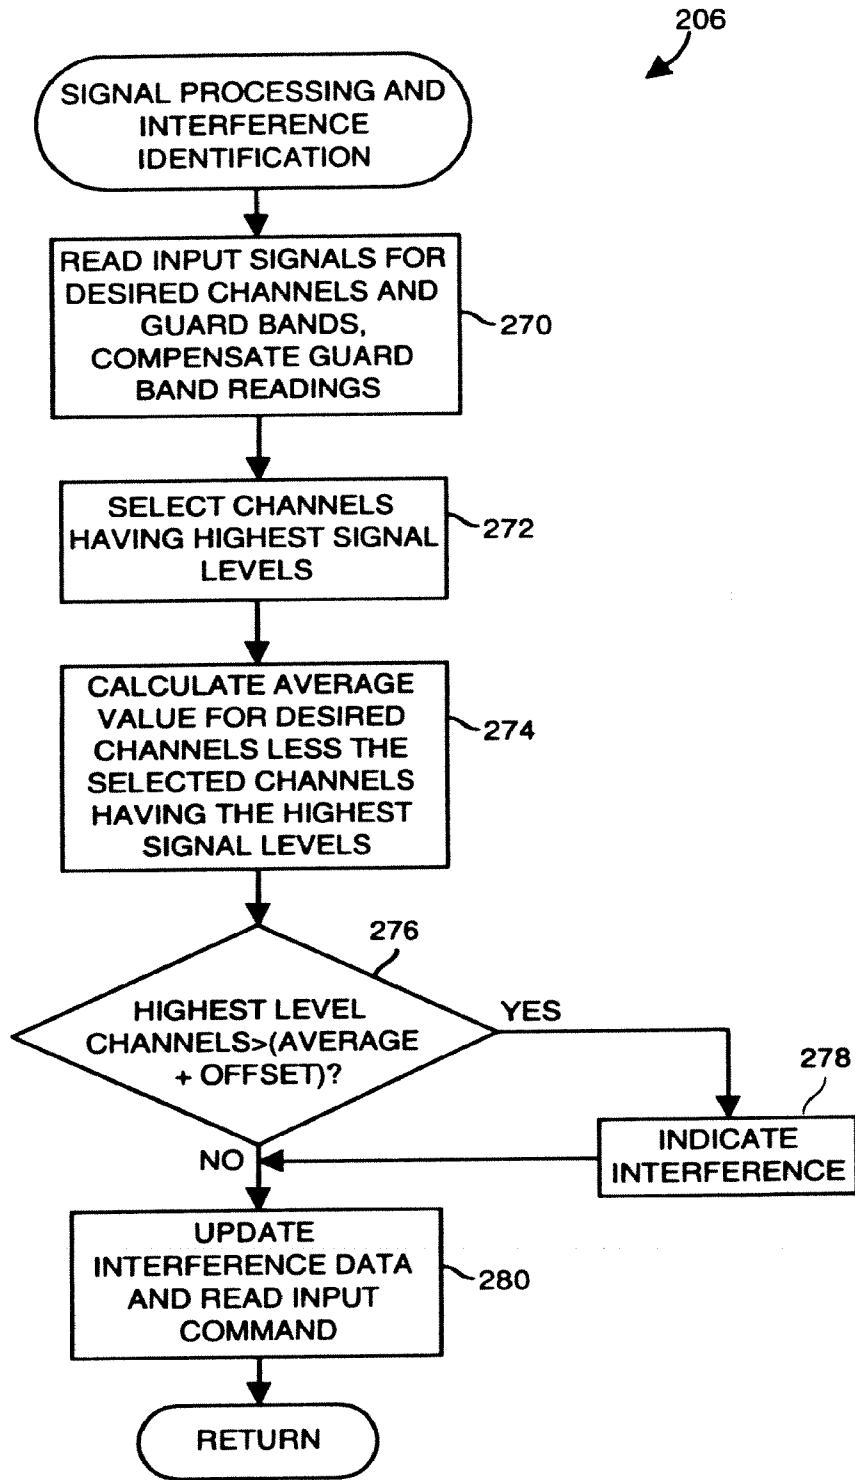 206
SIGNAL PROCESSING AND
INTERFERENCE
IDENTIFICATION
READ INPUT SIGNALS FOR
DESIRED CHANNELS AND
GUARD BANDS,
COMPENSATE GUARD
BAND READINGS
270
SELECT CHANNELS
HAVING HIGHEST SIGNAL
LEVELS
272
CALCULATE AVERAGE
VALUE FOR DESIRED
CHANNELS LESS THE
SELECTED CHANNELS
HAVING THE HIGHEST
SIGNAL LEVELS
274
276
HIGHEST LEVEL
CHANNELS>(AVERAGE
+ OFFSET)?
YES
278
INDICATE
INTERFERENCE
NO
UPDATE
INTERFERENCE DATA
AND READ INPUT
COMMAND
280
RETURN